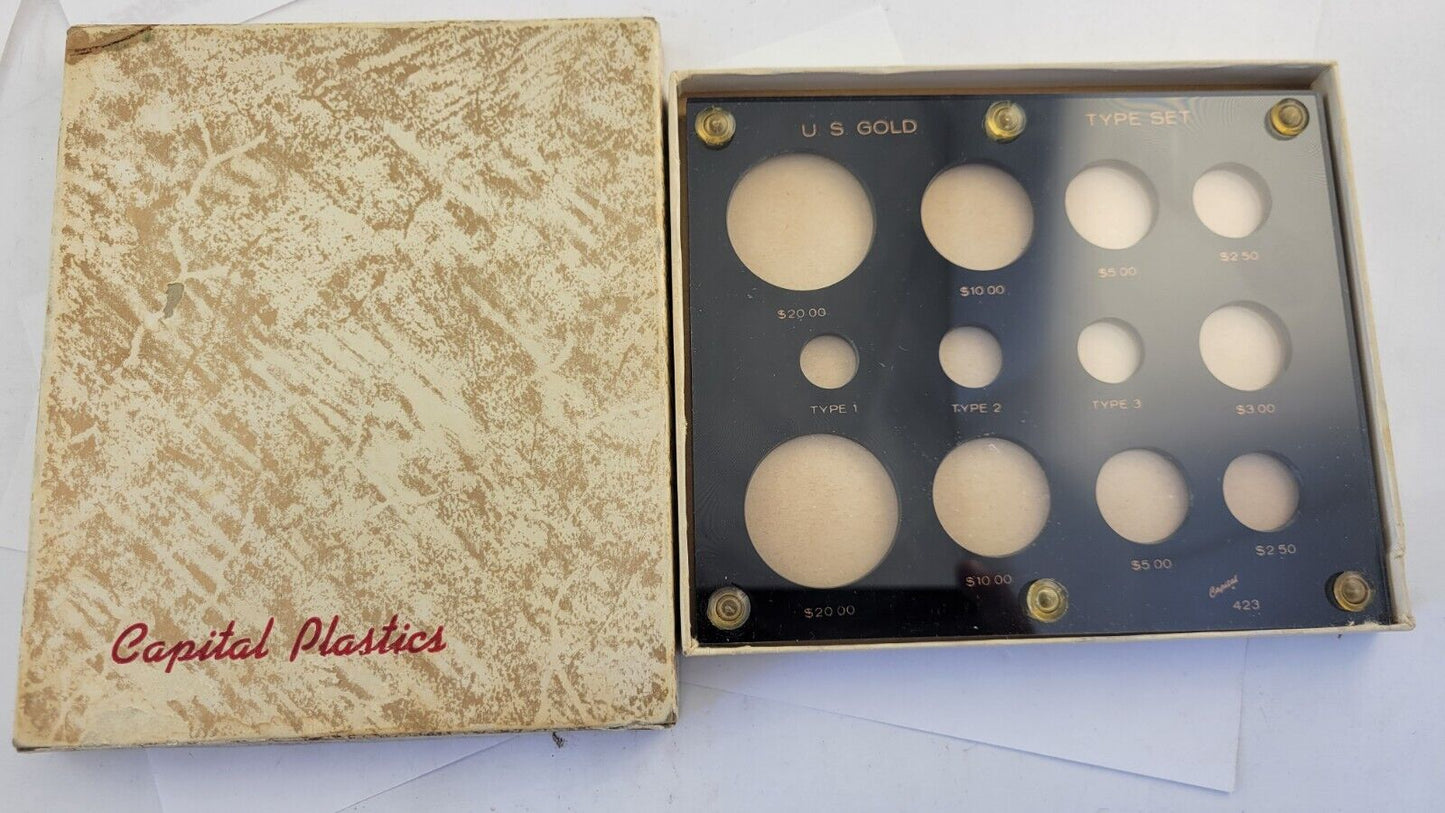 Capital Plastics
U S GOLD TYPE SET
$20.00 $10.00 $5.00 $2.50
TYPE 1 TYPE 2 TYPE 3 $3.00
$20.00 $10.00 $5.00 $2.50
Capital
423